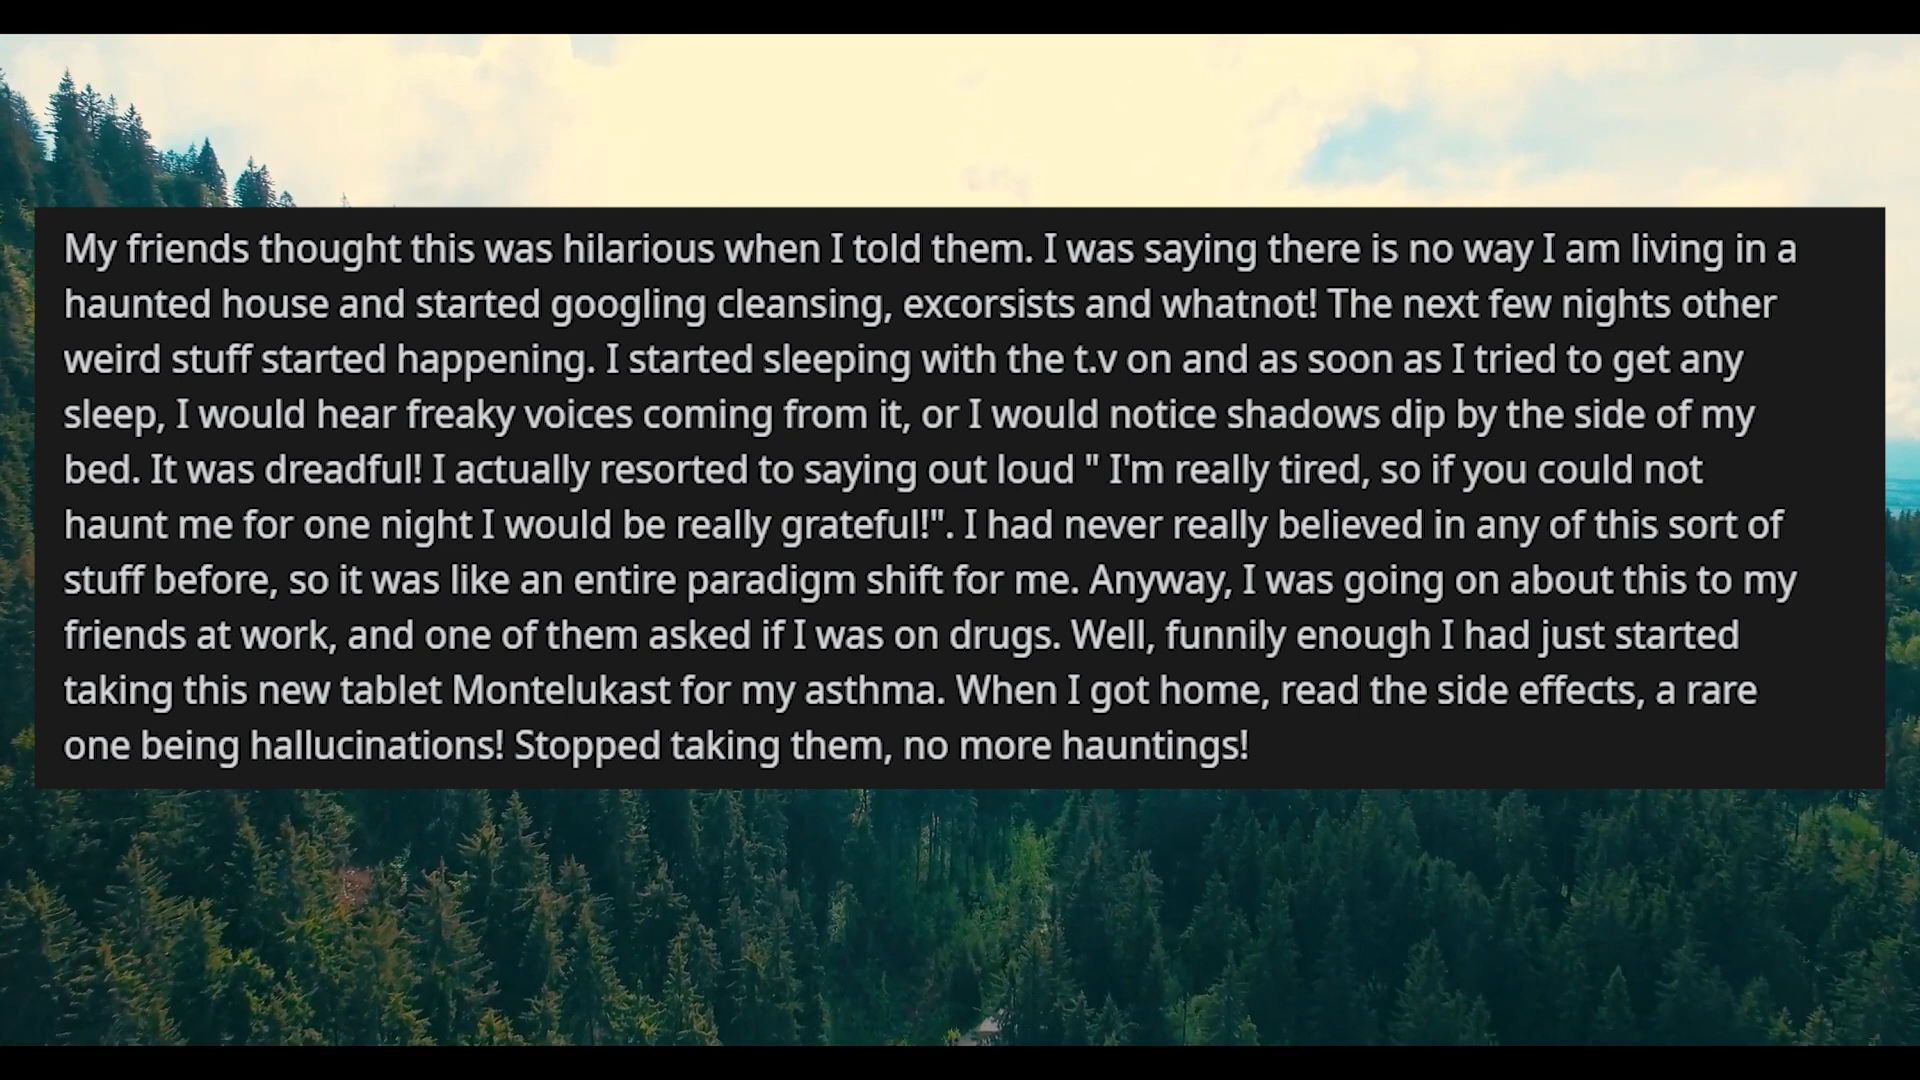 My friends thought this was hilarious when I told them. I was saying there is no way I am living in a
haunted house and started googling cleansing, excorsists and whatnot! The next few nights other
weird stuff started happening. I started sleeping with the t.v on and as soon as I tried to get any
sleep, I would hear freaky voices coming from it, or I would notice shadows dip by the side of my
bed. It was dreadful! I actually resorted to saying out loud " I'm really tired, so if you could not
haunt me for one night I would be really grateful!". I had never really believed in any of this sort of
stuff before, so it was like an entire paradigm shift for me. Anyway, I was going on about this to my
friends at work, and one of them asked if I was on drugs. Well, funnily enough I had just started
taking this new tablet Montelukast for my asthma. When I got home, read the side effects, a rare
one being hallucinations! Stopped taking them, no more hauntings!